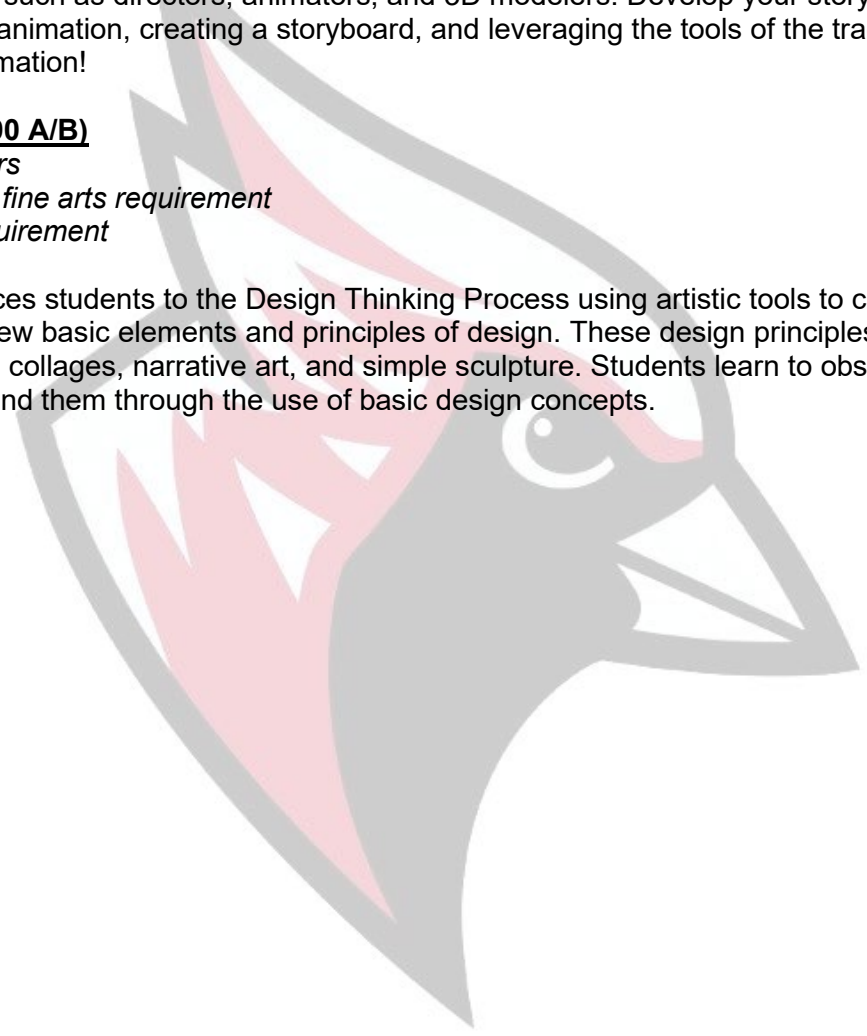 such as directors, animators, and 3D modelers. Develop your story
animation, creating a storyboard, and leveraging the tools of the tra
mation!
00 A/B)
rs
fine arts requirement
uirement
ces students to the Design Thinking Process using artistic tools to c
ew basic elements and principles of design. These design principles
collages, narrative art, and simple sculpture. Students learn to obs
nd them through the use of basic design concepts.